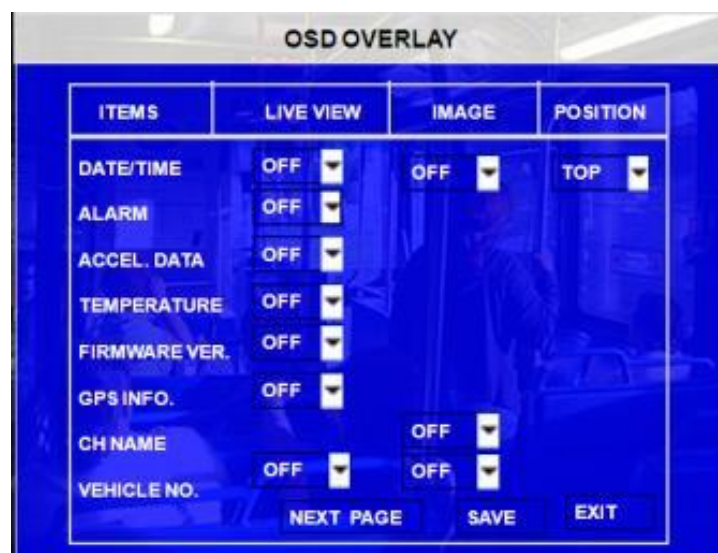 OSD OVERLAY
ITEMS LIVE VIEW IMAGE POSITION
DATE/TIME OFF OFF TOP
ALARM OFF
ACCEL. DATA OFF
TEMPERATURE OFF
FIRMWARE VER. OFF
GPS INFO. OFF
CH NAME OFF
VEHICLE NO. OFF OFF
NEXT PAGE SAVE EXIT